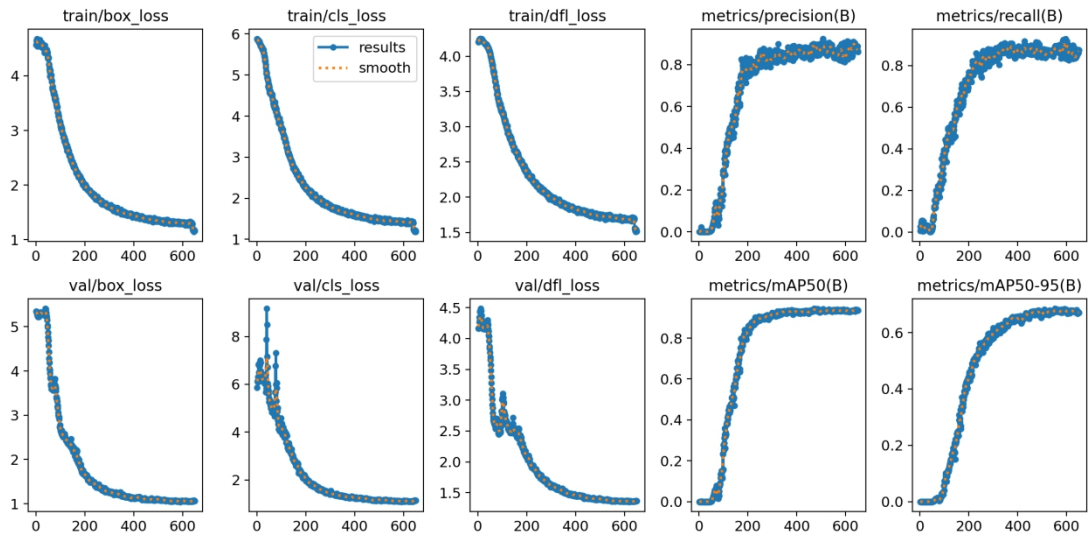 train/box_loss
train/cls_loss
train/dfl_loss
metrics/precision(B)
metrics/recall(B)
4
3
2
1
0 200 400 600
6
5
4
3
2
1
0 200 400 600
results
smooth
4.0
3.5
3.0
2.5
2.0
1.5
0 200 400 600
0.8
0.6
0.4
0.2
0.0
0 200 400 600
0.8
0.6
0.4
0.2
0.0
0 200 400 600
val/box_loss
val/cls_loss
val/dfl_loss
metrics/mAP50(B)
metrics/mAP50-95(B)
5
4
3
2
1
0 200 400 600
8
6
4
2
0 200 400 600
4.5
4.0
3.5
3.0
2.5
2.0
1.5
0 200 400 600
0.8
0.6
0.4
0.2
0.0
0 200 400 600
0.6
0.4
0.2
0.0
0 200 400 600